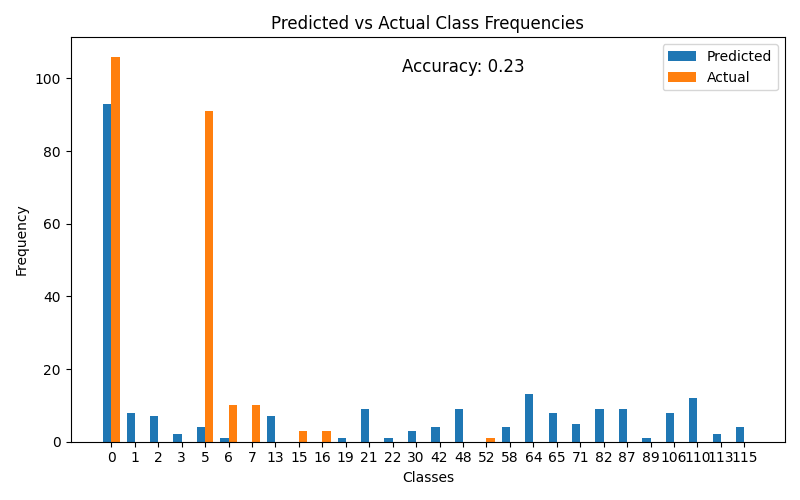 Predicted vs Actual Class Frequencies
Accuracy: 0.23
Predicted
Actual
Frequency
100
80
60
40
20
0
0 1 2 3 5 6 7 13 15 16 19 21 22 30 42 48 52 58 64 65 71 82 87 89 106 110 113 115
Classes